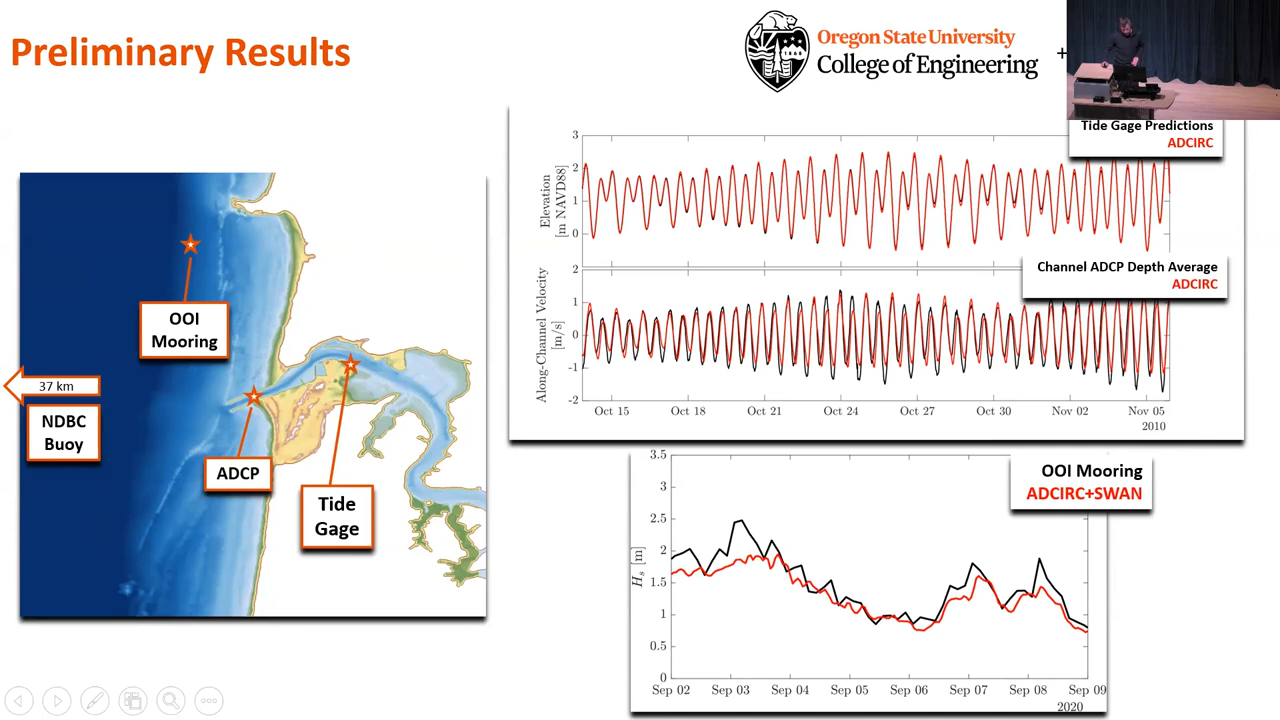 Preliminary Results
Oregon State University
College of Engineering
+
OOI
Mooring
37 km
NDBC
Buoy
ADCP
Tide
Gage
Tide Gage Predictions
ADCIRC
Elevation
[m NAVD88]
3
2
1
0
Channel ADCP Depth Average
ADCIRC
Along-Channel Velocity
[m/s]
2
1
0
-1
-2
Oct 15 Oct 18 Oct 21 Oct 24 Oct 27 Oct 30 Nov 02 Nov 05
2010
OOI Mooring
ADCIRC+SWAN
Hs [m]
3.5
3
2.5
2
1.5
1
0.5
0
Sep 02 Sep 03 Sep 04 Sep 05 Sep 06 Sep 07 Sep 08 Sep 09
2020